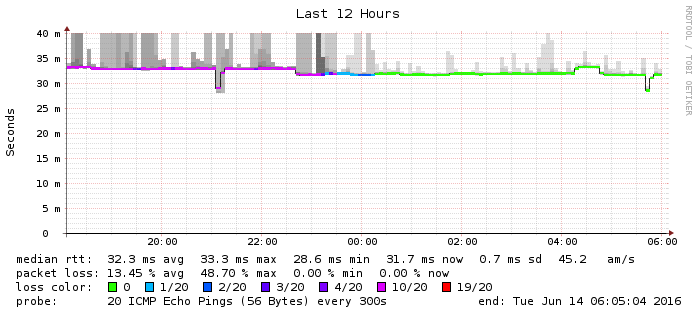 Last 12 Hours
RRDTOOL / TOBI OETIKER
Seconds
40 m
35 m
30 m
25 m
20 m
15 m
10 m
5 m
0
20:00 22:00 00:00 02:00 04:00 06:00
median rtt: 32.3 ms avg 33.3 ms max 28.6 ms min 31.7 ms now 0.7 ms sd 45.2 am/s
packet loss: 13.45 % avg 48.70 % max 0.00 % min 0.00 % now
loss color: 0 1/20 2/20 3/20 4/20 10/20 19/20
probe: 20 ICMP Echo Pings (56 Bytes) every 300s end: Tue Jun 14 06:05:04 2016